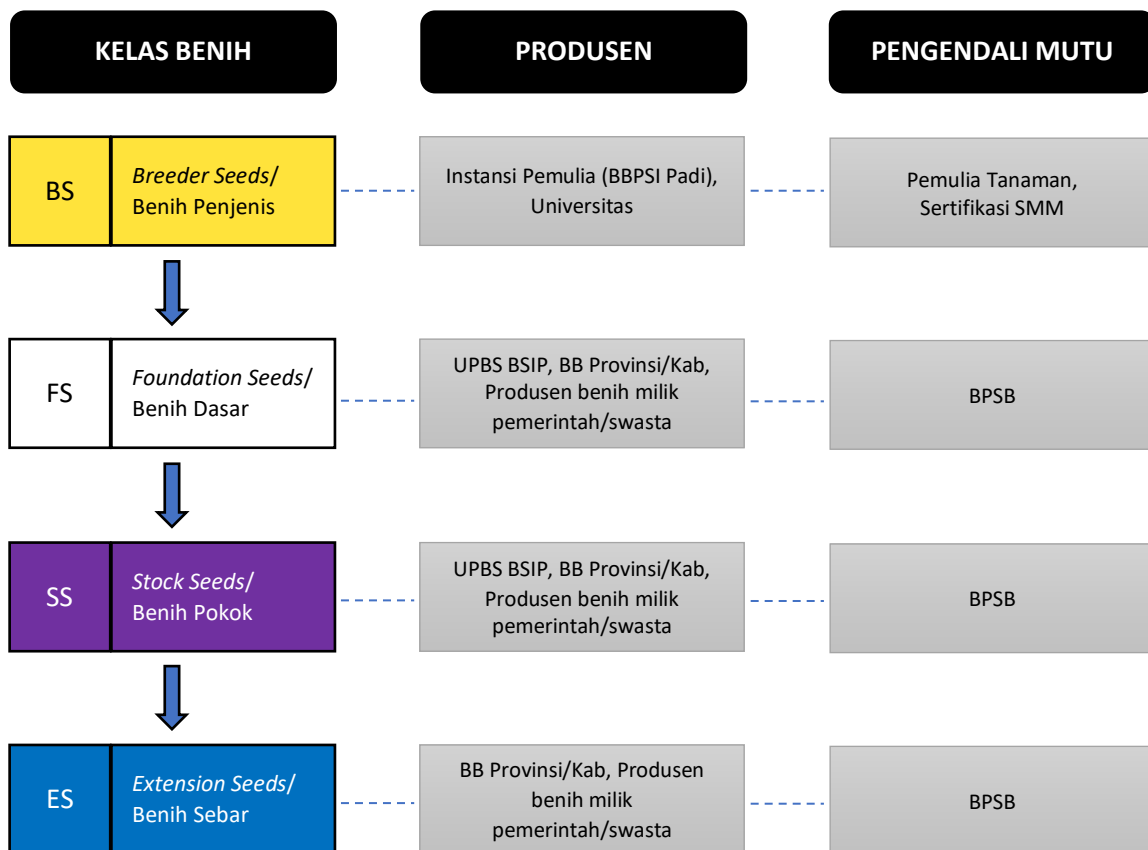 KELAS BENIH
PRODUSEN
PENGENDALI MUTU
BS
Breeder Seeds/
Benih Penjenis
Instansi Pemulia (BBPSI Padi),
Universitas
Pemulia Tanaman,
Sertifikasi SMM
FS
Foundation Seeds/
Benih Dasar
UPBS BSIP, BB Provinsi/Kab,
Produsen benih milik
pemerintah/swasta
BPSB
SS
Stock Seeds/
Benih Pokok
UPBS BSIP, BB Provinsi/Kab,
Produsen benih milik
pemerintah/swasta
BPSB
ES
Extension Seeds/
Benih Sebar
BB Provinsi/Kab, Produsen
benih milik
pemerintah/swasta
BPSB